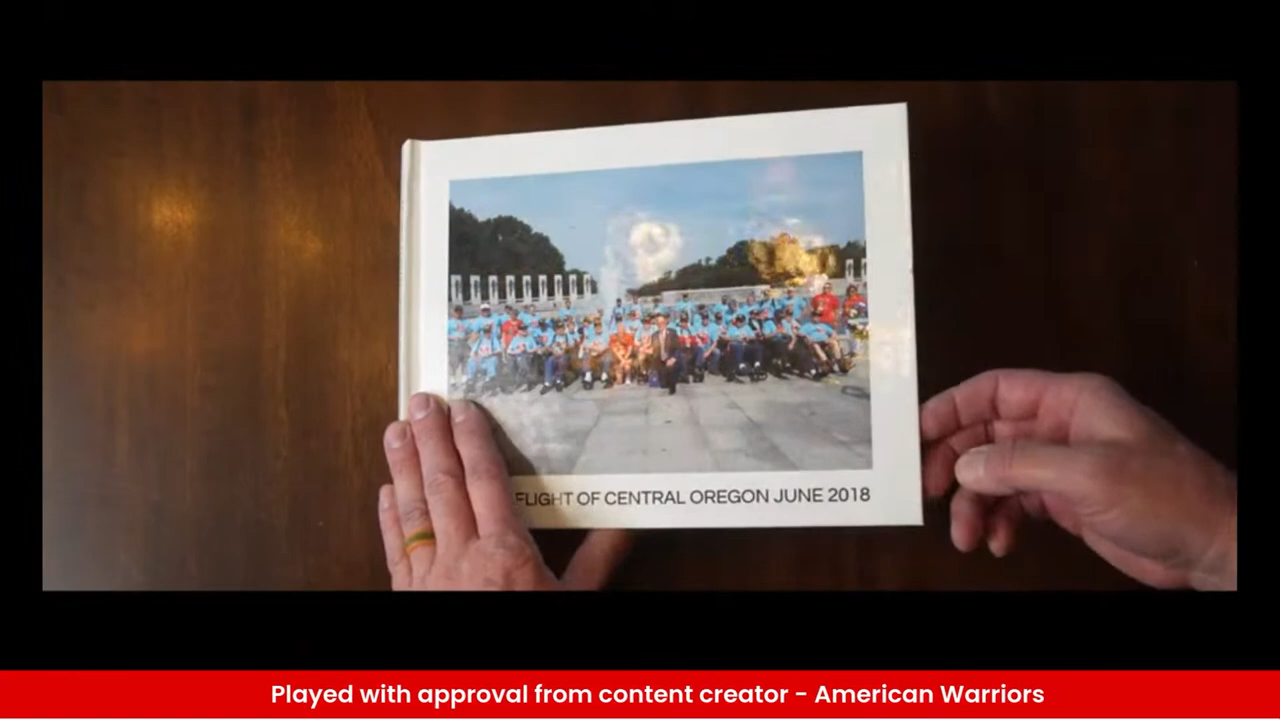 FLIGHT OF CENTRAL OREGON JUNE 2018
Played with approval from content creator - American Warriors